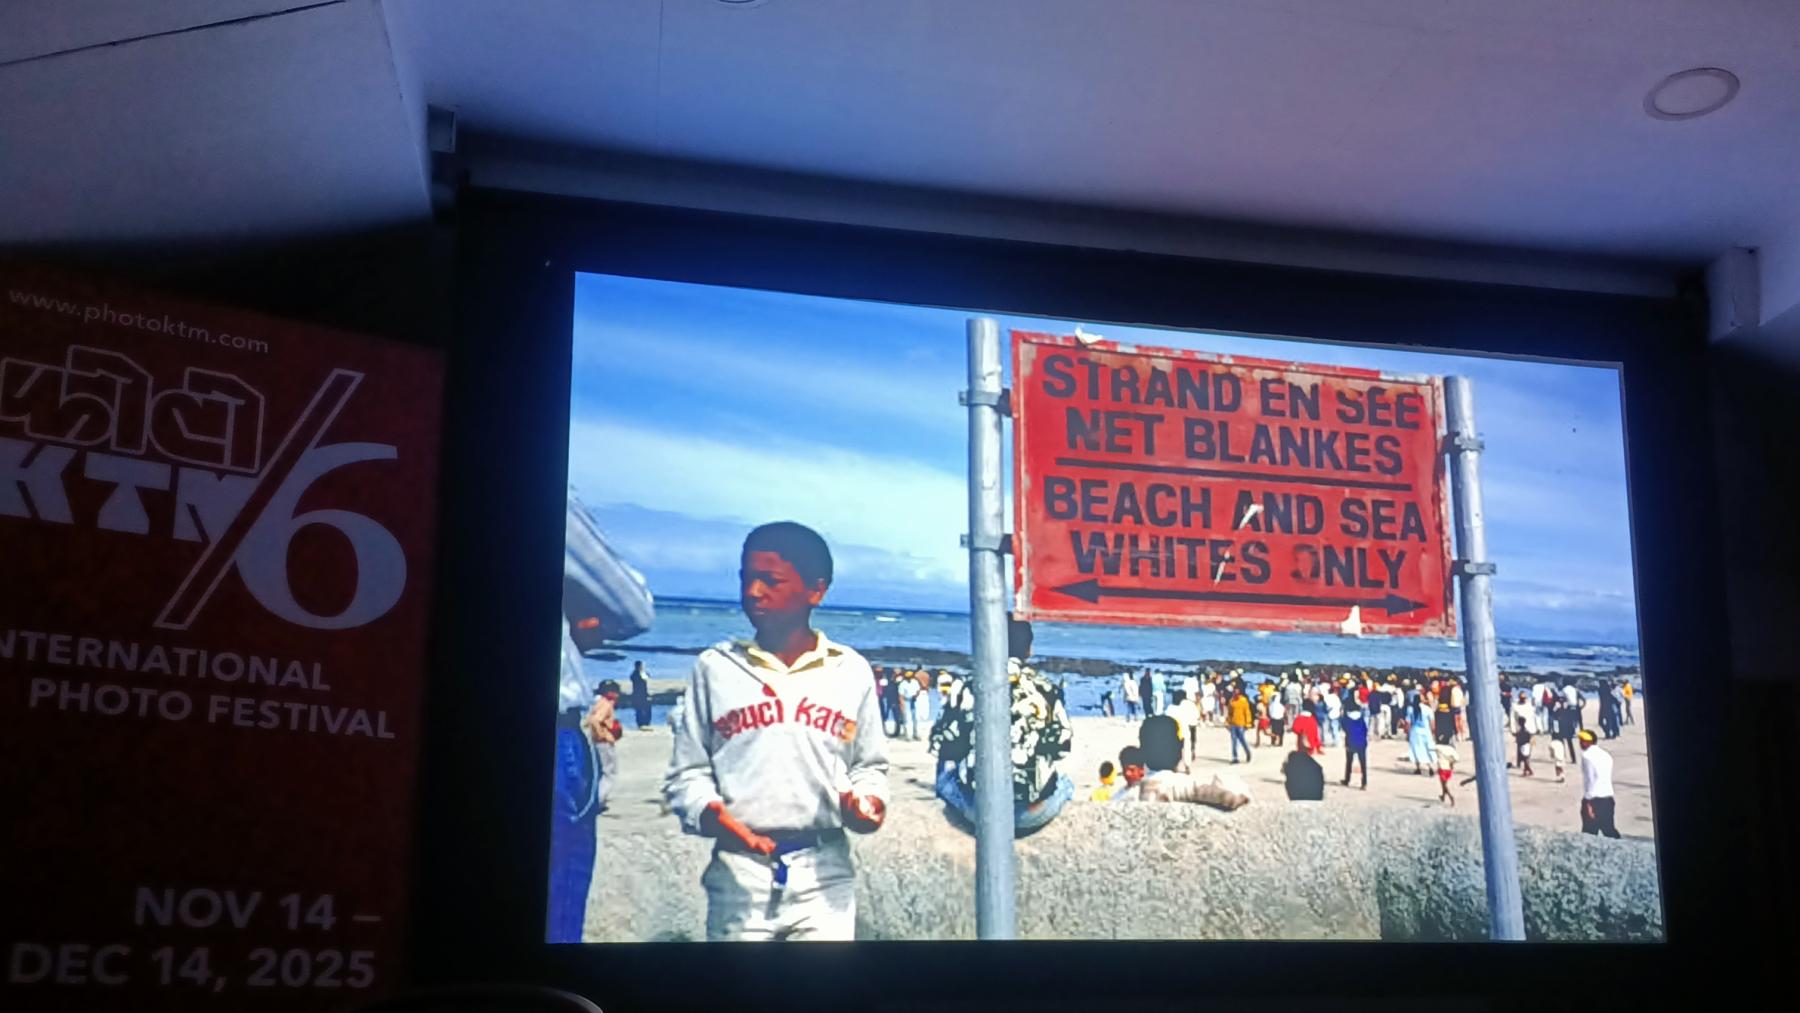 www.photoktm.com
फोटो
KTM/6
INTERNATIONAL
PHOTO FESTIVAL
NOV 14 –
DEC 14, 2025
STRAND EN SEE
NET BLANKES
BEACH AND SEA
WHITES ONLY
Kats